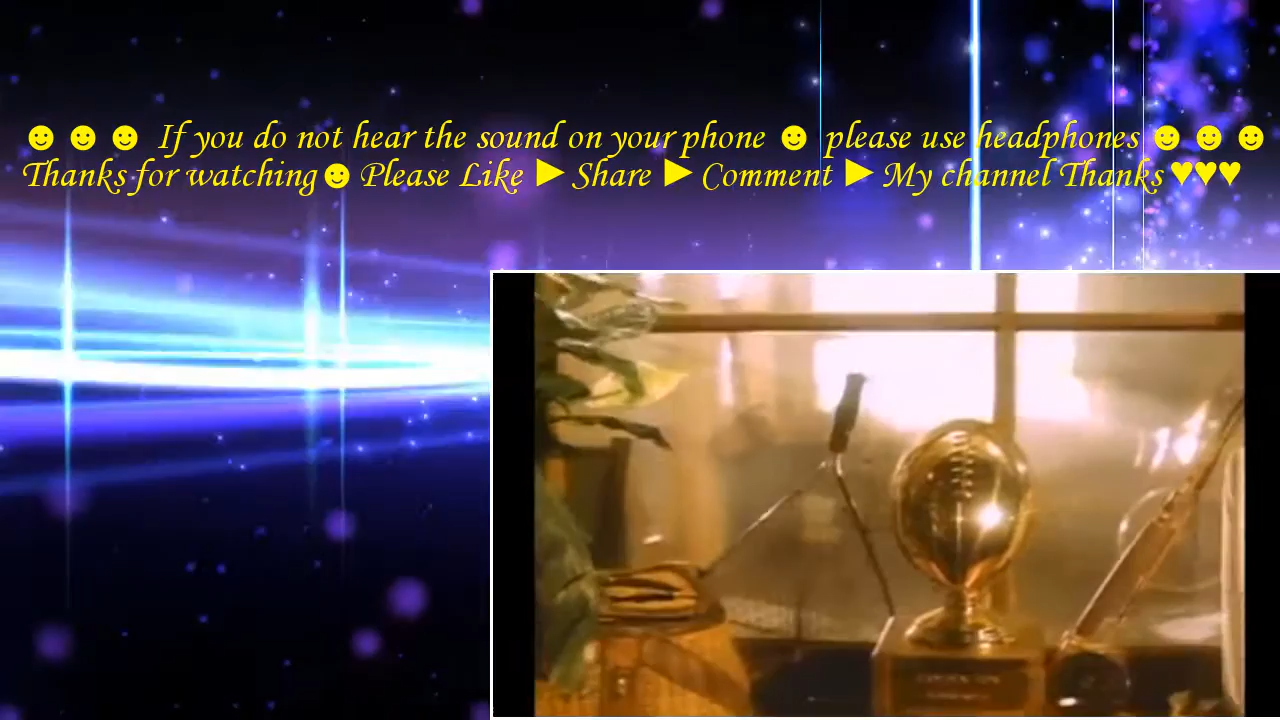 ☻☻☻ If you do not hear the sound on your phone ☻ please use headphones ☻☻☻
Thanks for watching☻ Please Like ► Share ► Comment ► My channel Thanks ♥♥♥